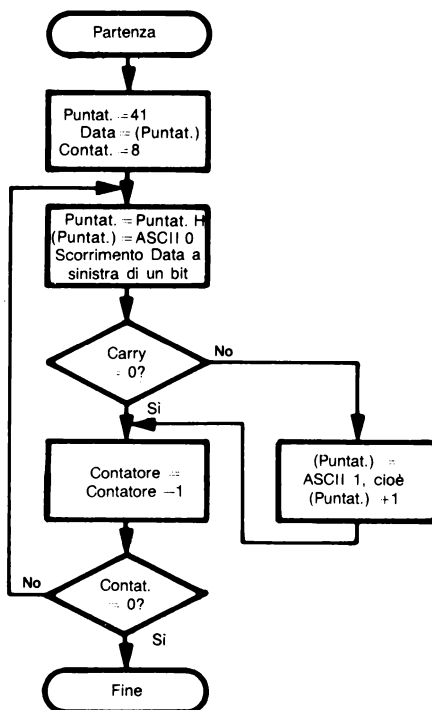 Partenza
Puntat. = 41
Data = (Puntat.)
Contat. = 8
Puntat. = Puntat. H
(Puntat.) = ASCII 0
Scorrimento Data a
sinistra di un bit
Carry
= 0?
No
Si
Contatore =
Contatore −1
(Puntat.) =
ASCII 1, cioè
(Puntat.) +1
No
Contat.
= 0?
Si
Fine